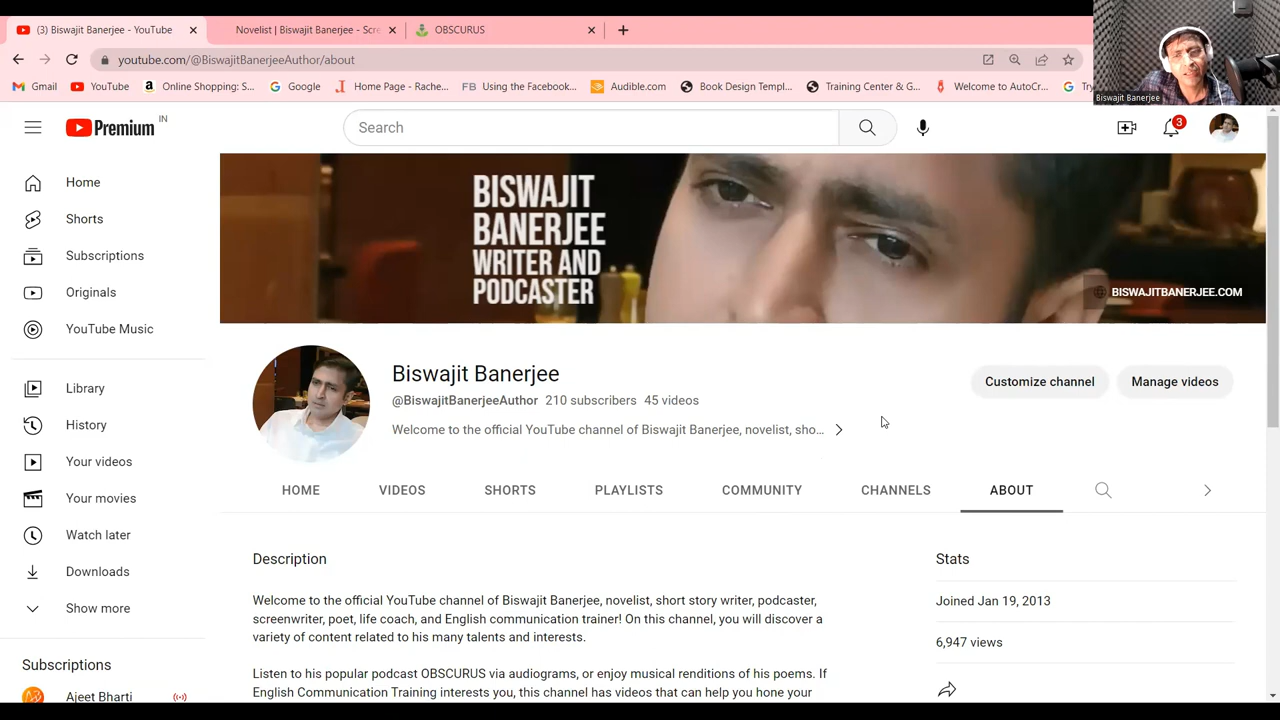 (3) Biswajit Banerjee - YouTube
Novelist | Biswajit Banerjee - Scre
OBSCURUS
youtube.com/@BiswajitBanerjeeAuthor/about
Gmail
YouTube
Online Shopping: S...
Google
Home Page - Rache...
Using the Facebook...
Audible.com
Book Design Templ...
Training Center & G...
Welcome to AutoCr...
Biswajit Banerjee
Premium IN
Search
3
Home
Shorts
Subscriptions
Originals
YouTube Music
Library
History
Your videos
Your movies
Watch later
Downloads
Show more
Subscriptions
Ajeet Bharti
BISWAJIT
BANERJEE
WRITER AND
PODCASTER
BISWAJITBANERJEE.COM
Biswajit Banerjee
@BiswajitBanerjeeAuthor 210 subscribers 45 videos
Welcome to the official YouTube channel of Biswajit Banerjee, novelist, sho...
Customize channel
Manage videos
HOME
VIDEOS
SHORTS
PLAYLISTS
COMMUNITY
CHANNELS
ABOUT
Description
Welcome to the official YouTube channel of Biswajit Banerjee, novelist, short story writer, podcaster,
screenwriter, poet, life coach, and English communication trainer! On this channel, you will discover a
variety of content related to his many talents and interests.
Listen to his popular podcast OBSCURUS via audiograms, or enjoy musical renditions of his poems. If
English Communication Training interests you, this channel has videos that can help you hone your
Stats
Joined Jan 19, 2013
6,947 views